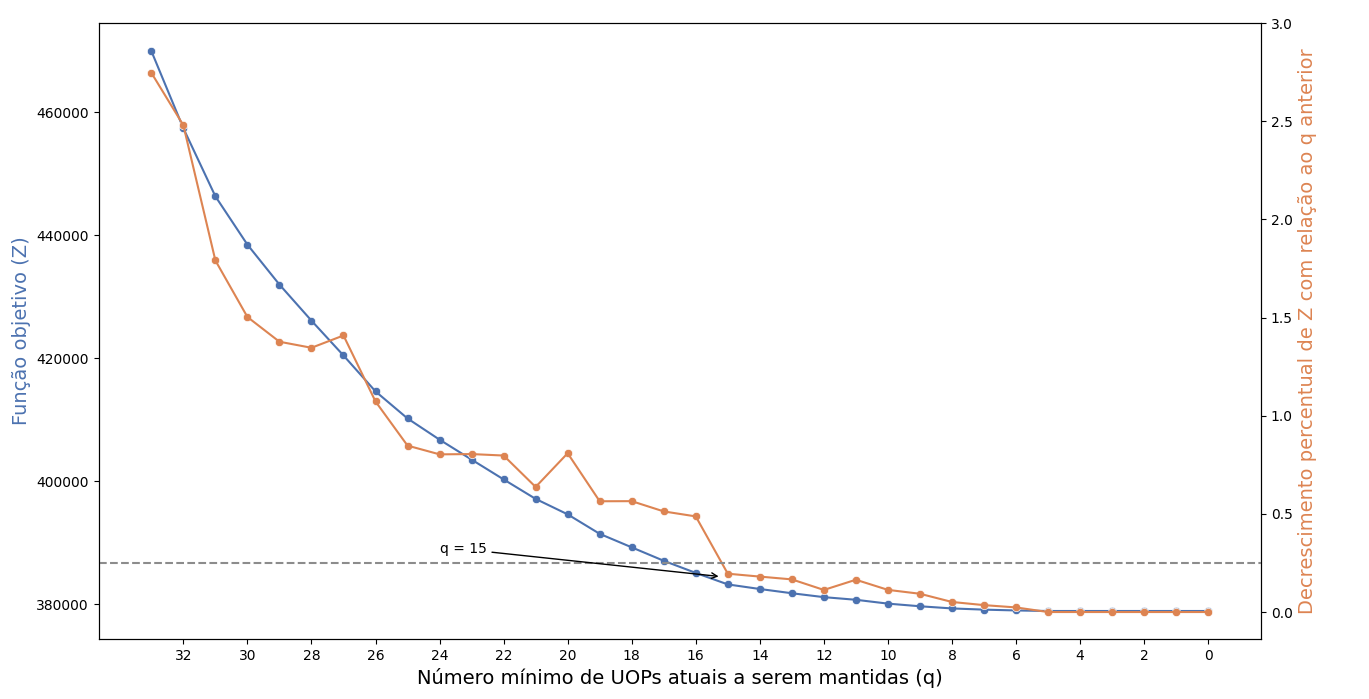 Função objetivo (Z)
460000
440000
420000
400000
380000
q = 15
3.0
2.5
2.0
1.5
1.0
0.5
0.0
Decrescimento percentual de Z com relação ao q anterior
32 30 28 26 24 22 20 18 16 14 12 10 8 6 4 2 0
Número mínimo de UOPs atuais a serem mantidas (q)